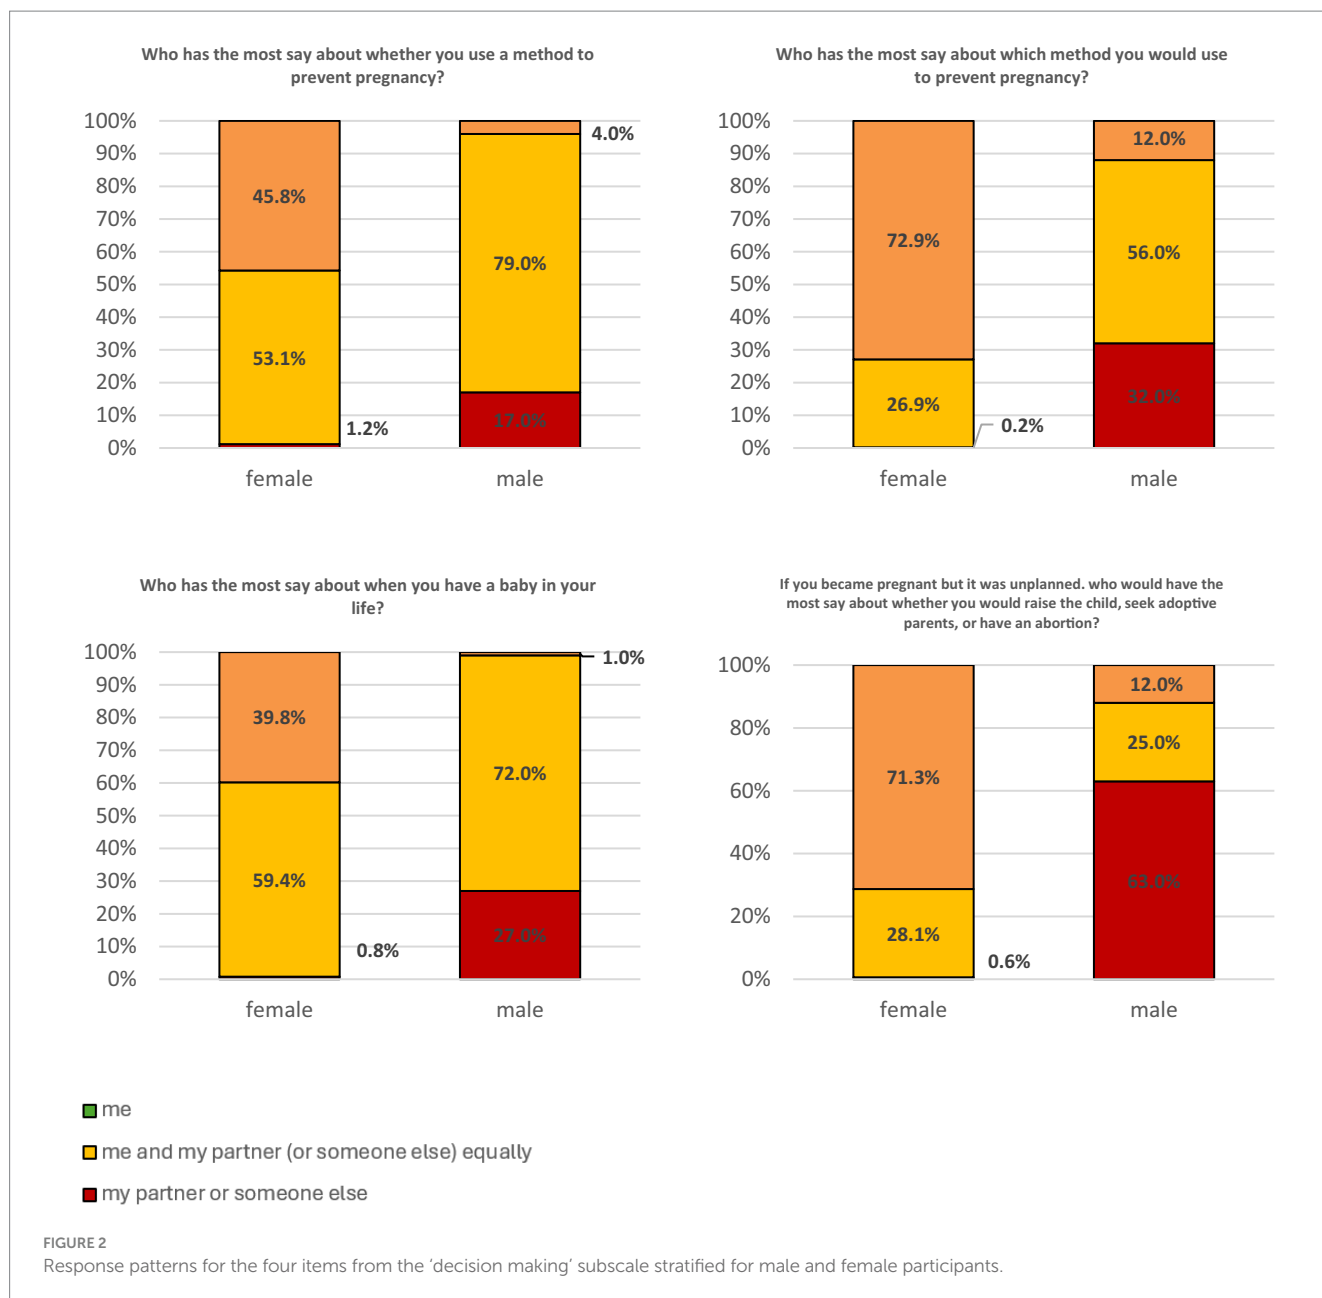 Who has the most say about whether you use a method to
prevent pregnancy?
100%
90%
80%
70%
60%
50%
40%
30%
20%
10%
0%
45.8%
53.1%
1.2%
4.0%
79.0%
17.0%
female
male
Who has the most say about which method you would use
to prevent pregnancy?
100%
90%
80%
70%
60%
50%
40%
30%
20%
10%
0%
72.9%
26.9%
0.2%
12.0%
56.0%
32.0%
female
male
Who has the most say about when you have a baby in your
life?
100%
90%
80%
70%
60%
50%
40%
30%
20%
10%
0%
39.8%
59.4%
0.8%
1.0%
72.0%
27.0%
female
male
If you became pregnant but it was unplanned. who would have the
most say about whether you would raise the child, seek adoptive
parents, or have an abortion?
100%
80%
60%
40%
20%
0%
71.3%
28.1%
0.6%
12.0%
25.0%
63.0%
female
male
me
me and my partner (or someone else) equally
my partner or someone else
FIGURE 2
Response patterns for the four items from the ‘decision making’ subscale stratified for male and female participants.